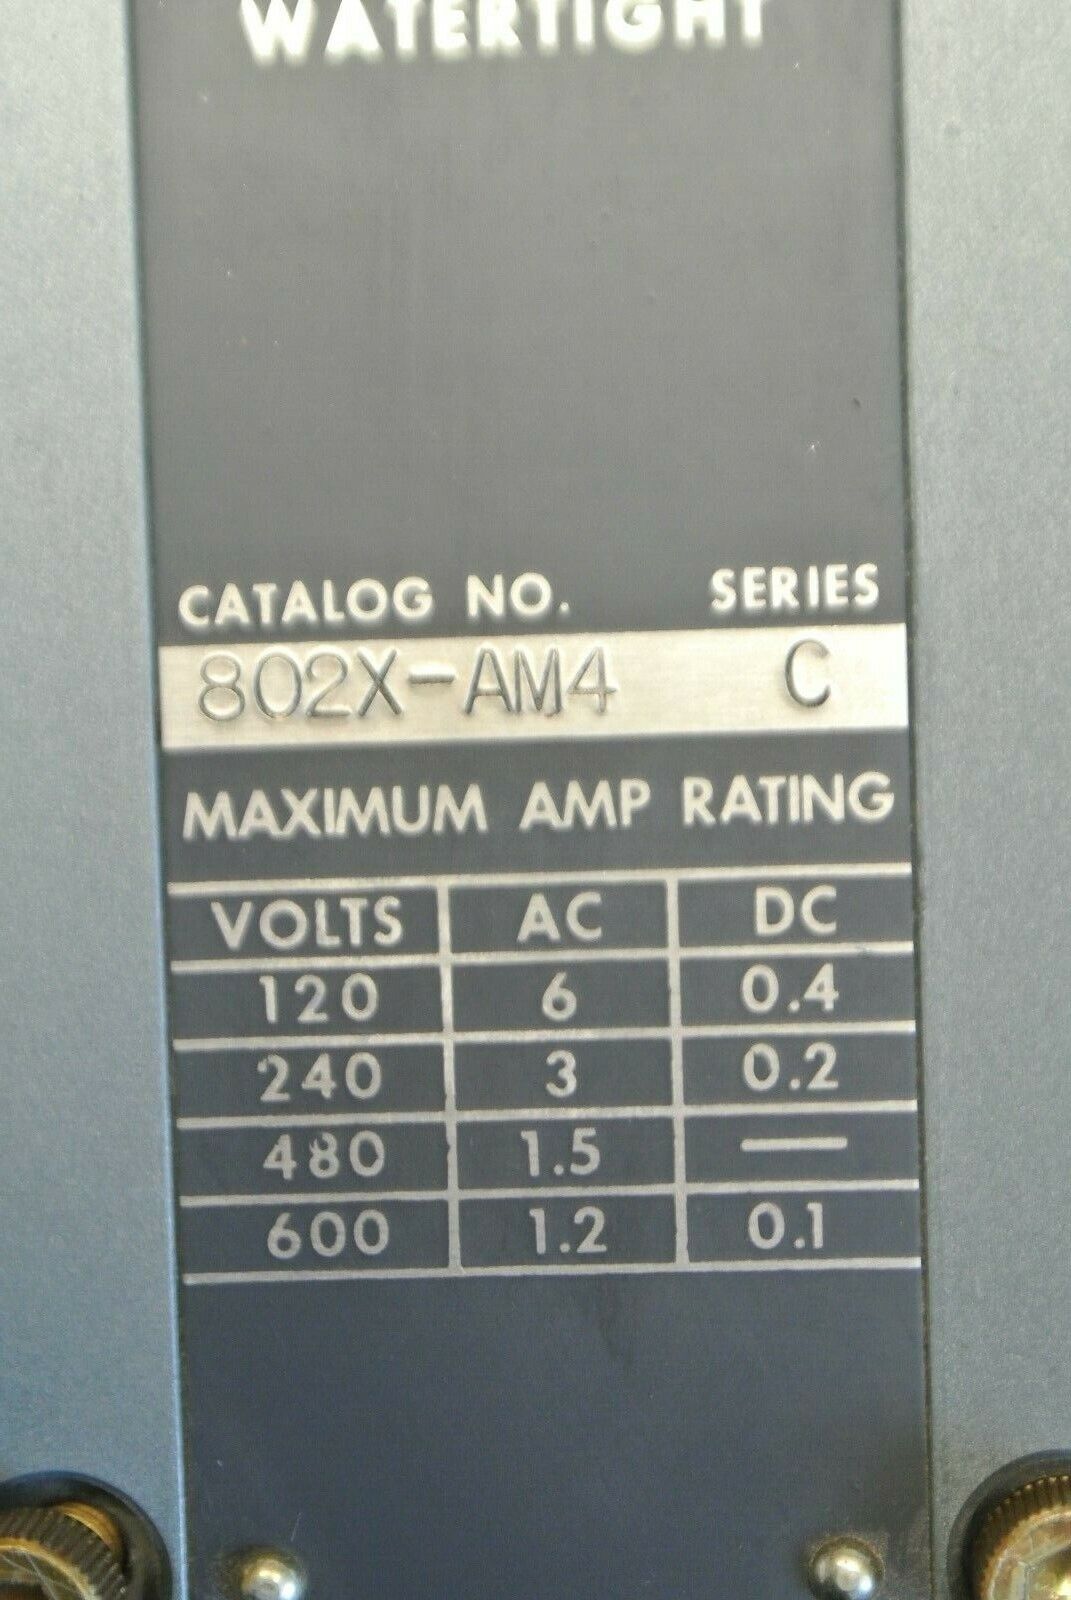 WATERTIGHT
CATALOG NO. SERIES
802X-AM4 C
MAXIMUM AMP RATING
VOLTS AC DC
120 6 0.4
240 3 0.2
480 1.5 —
600 1.2 0.1